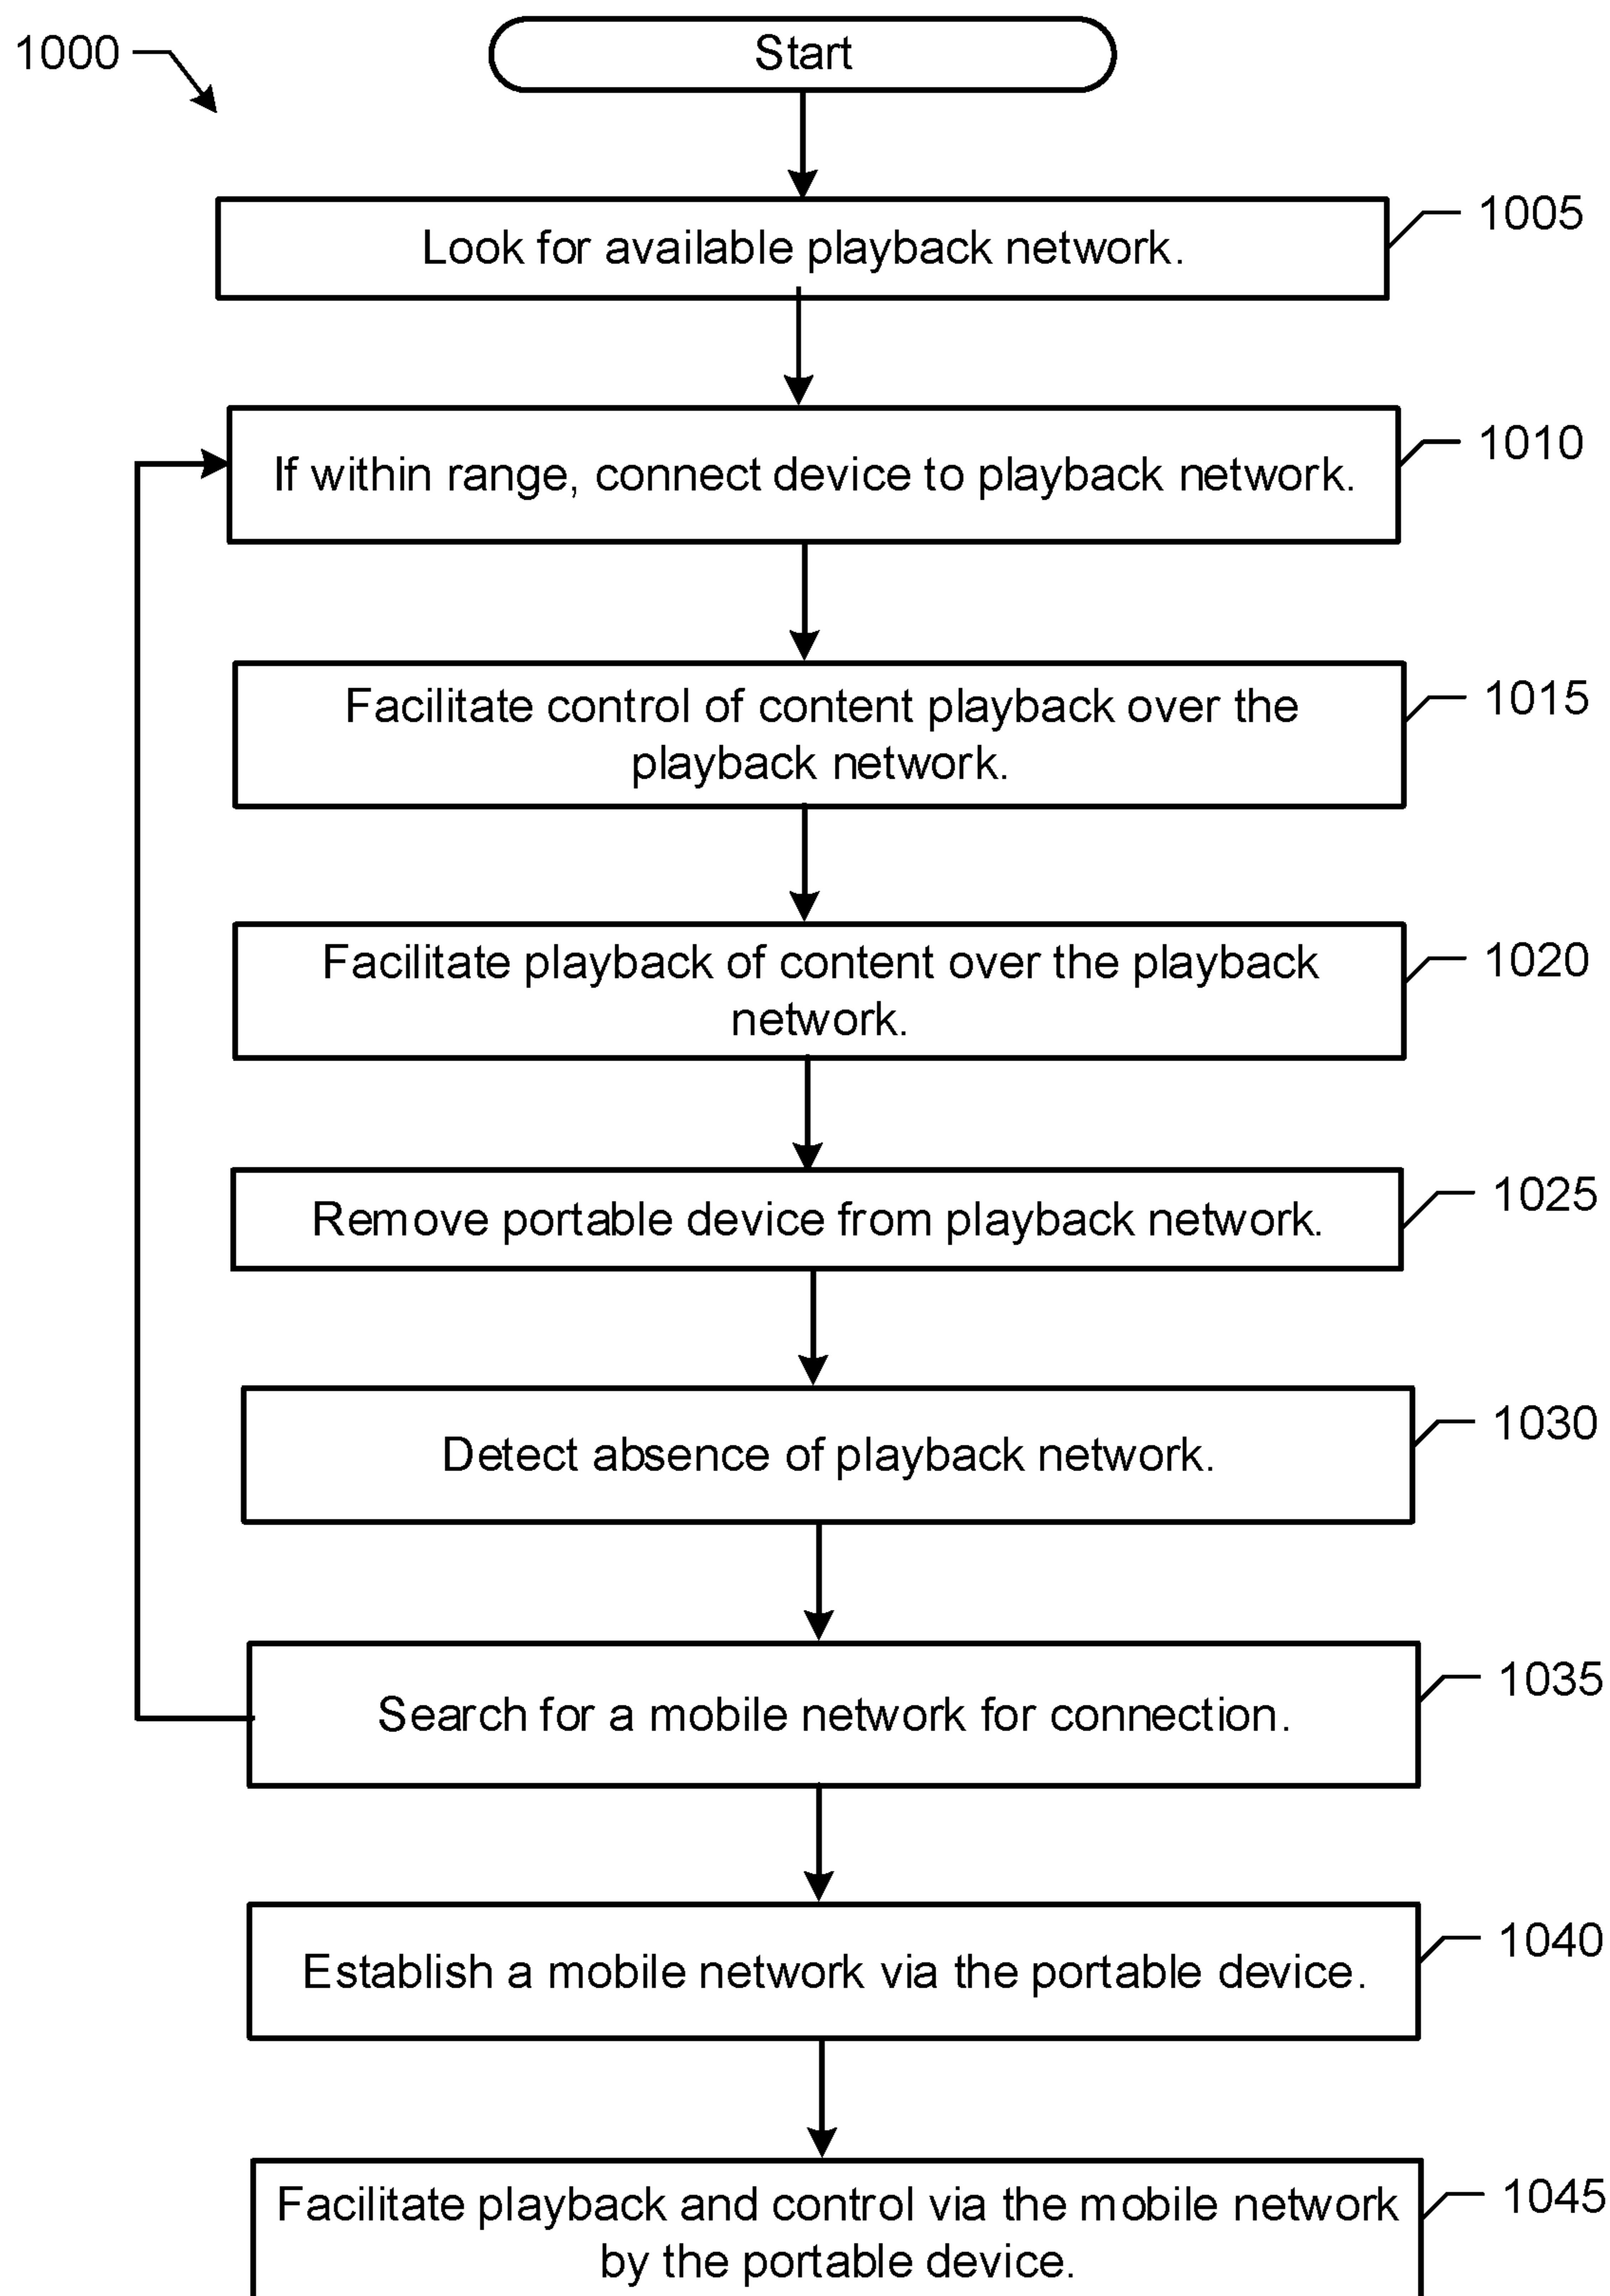 1000
Start
Look for available playback network.
1005
If within range, connect device to playback network.
1010
Facilitate control of content playback over the
playback network.
1015
Facilitate playback of content over the playback
network.
1020
Remove portable device from playback network.
1025
Detect absence of playback network.
1030
Search for a mobile network for connection.
1035
Establish a mobile network via the portable device.
1040
Facilitate playback and control via the mobile network
by the portable device.
1045